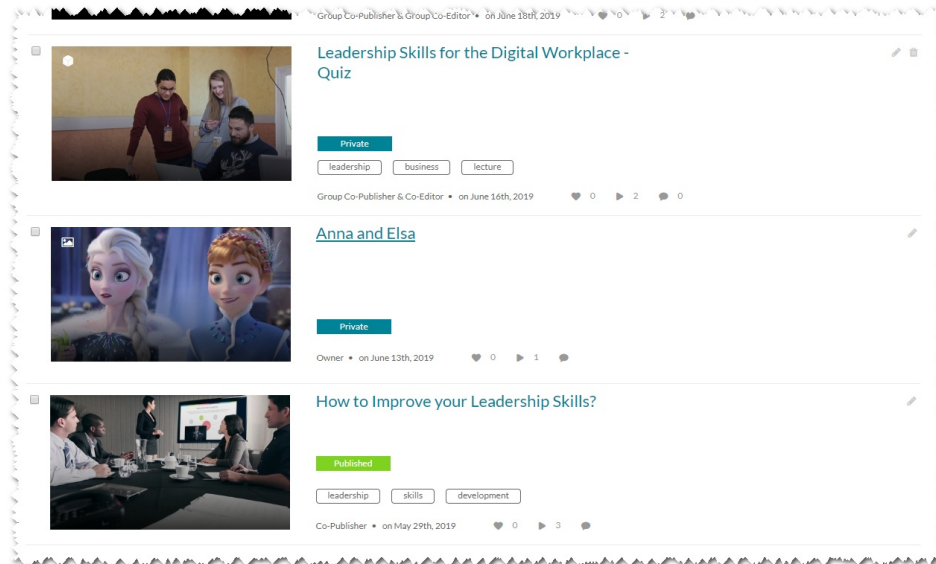 Group Co-Publisher & Group Co-Editor • on June 18th, 2019 0 2
Leadership Skills for the Digital Workplace -
Quiz
Private
leadership business lecture
Group Co-Publisher & Co-Editor • on June 16th, 2019 0 2 0
Anna and Elsa
Private
Owner • on June 13th, 2019 0 1
How to Improve your Leadership Skills?
Published
leadership skills development
Co-Publisher • on May 29th, 2019 0 3